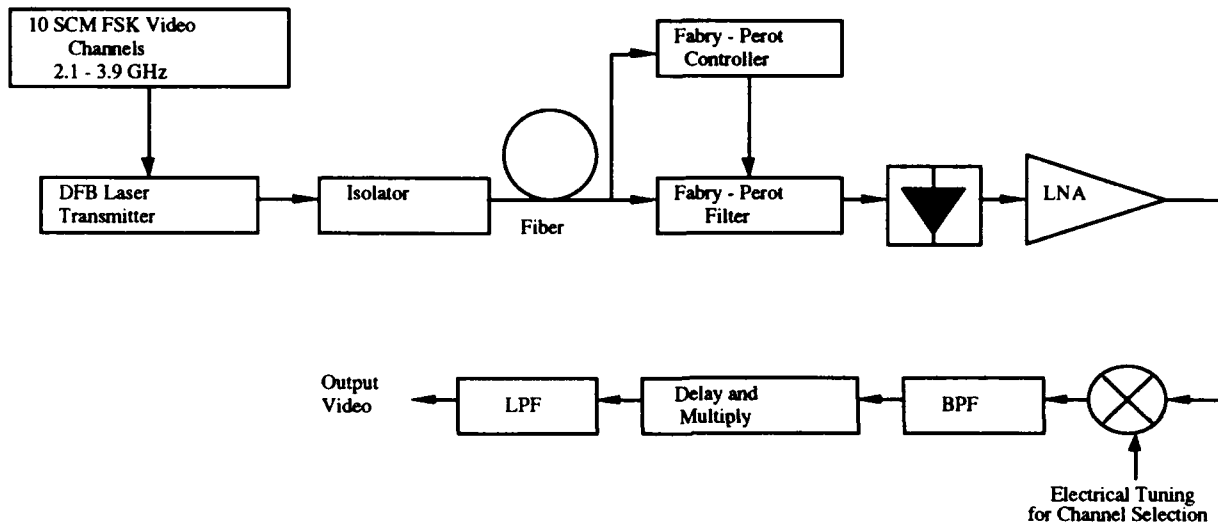 10 SCM FSK Video
Channels
2.1 - 3.9 GHz
Fabry - Perot
Controller
DFB Laser
Transmitter
Isolator
Fiber
Fabry - Perot
Filter
LNA
Output
Video
LPF
Delay and
Multiply
BPF
Electrical Tuning
for Channel Selection